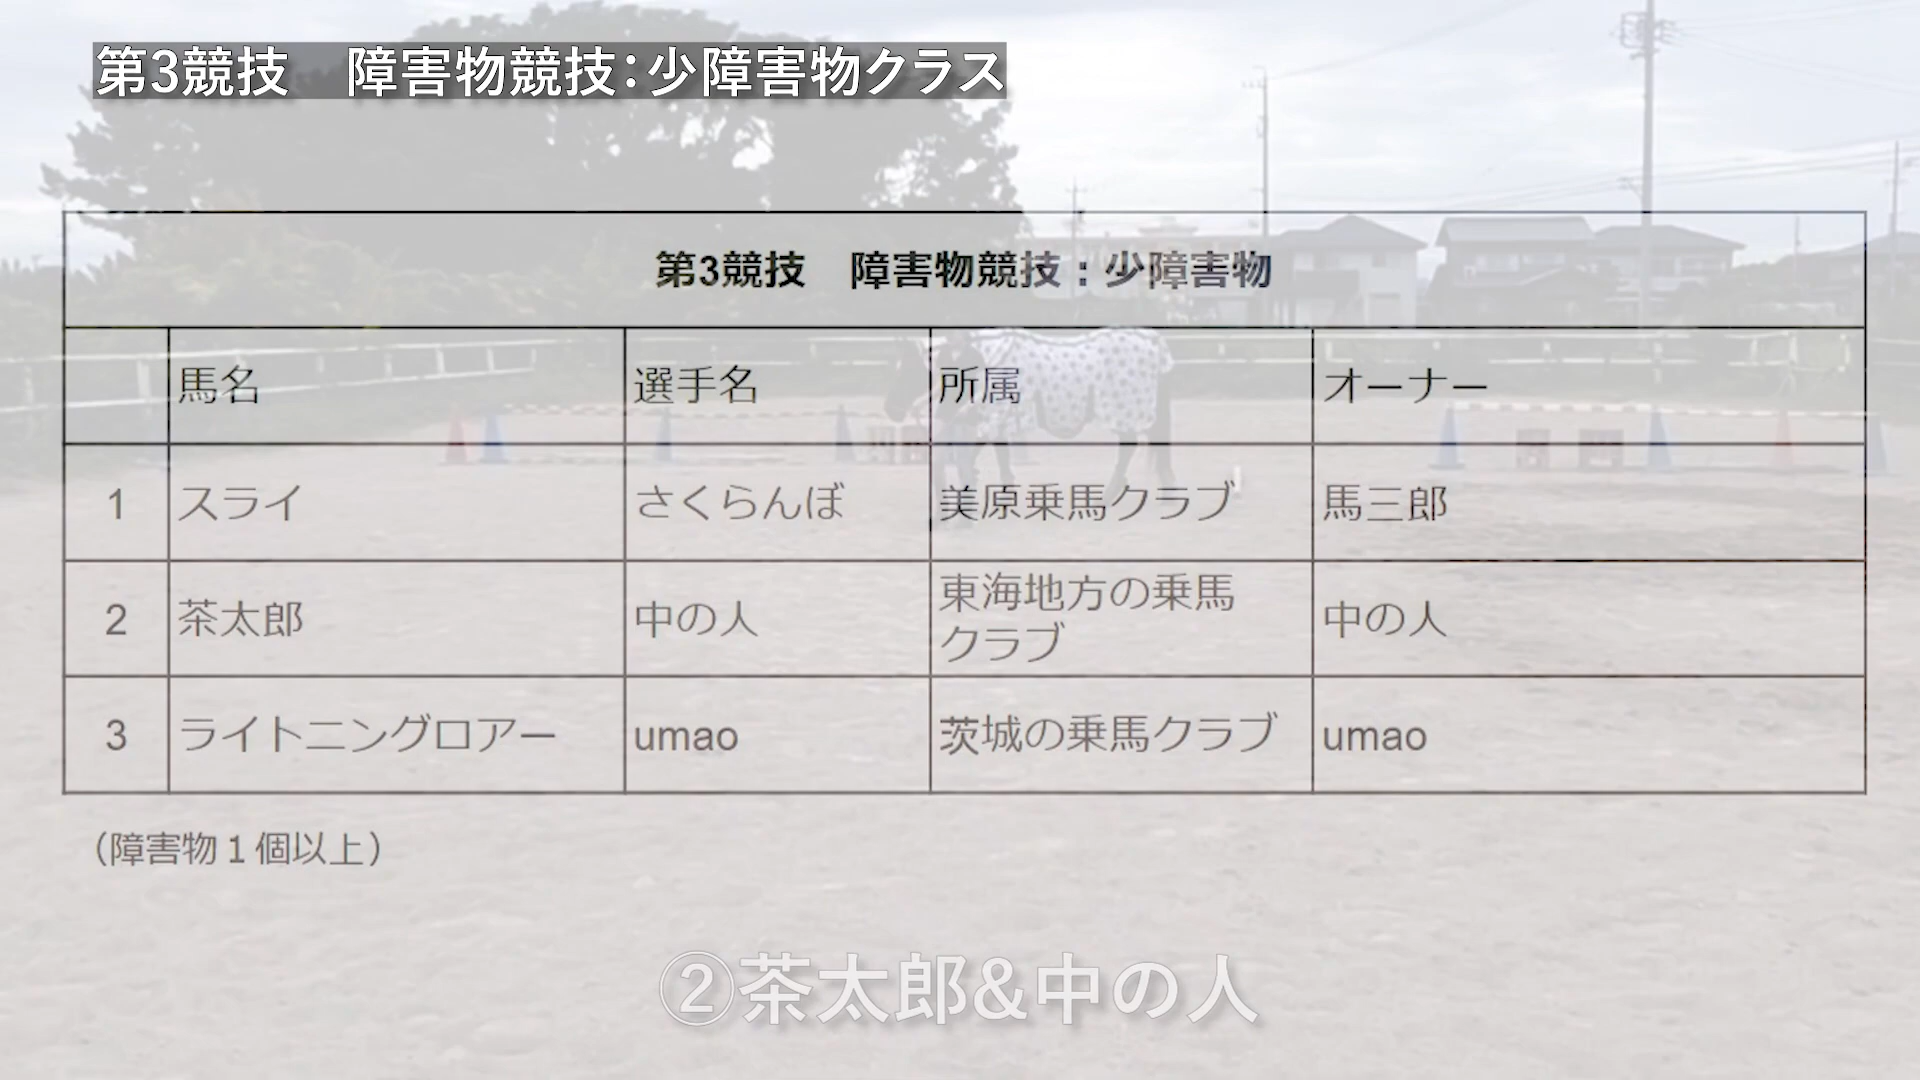 第3競技　障害物競技：少障害物クラス
第3競技　障害物競技：少障害物
馬名　選手名　所属　オーナー
1　スライ　さくらんぼ　美原乗馬クラブ　馬三郎
2　茶太郎　中の人　東海地方の乗馬
クラブ　中の人
3　ライトニングロアー　umao　茨城の乗馬クラブ　umao
（障害物１個以上）
②茶太郎&中の人